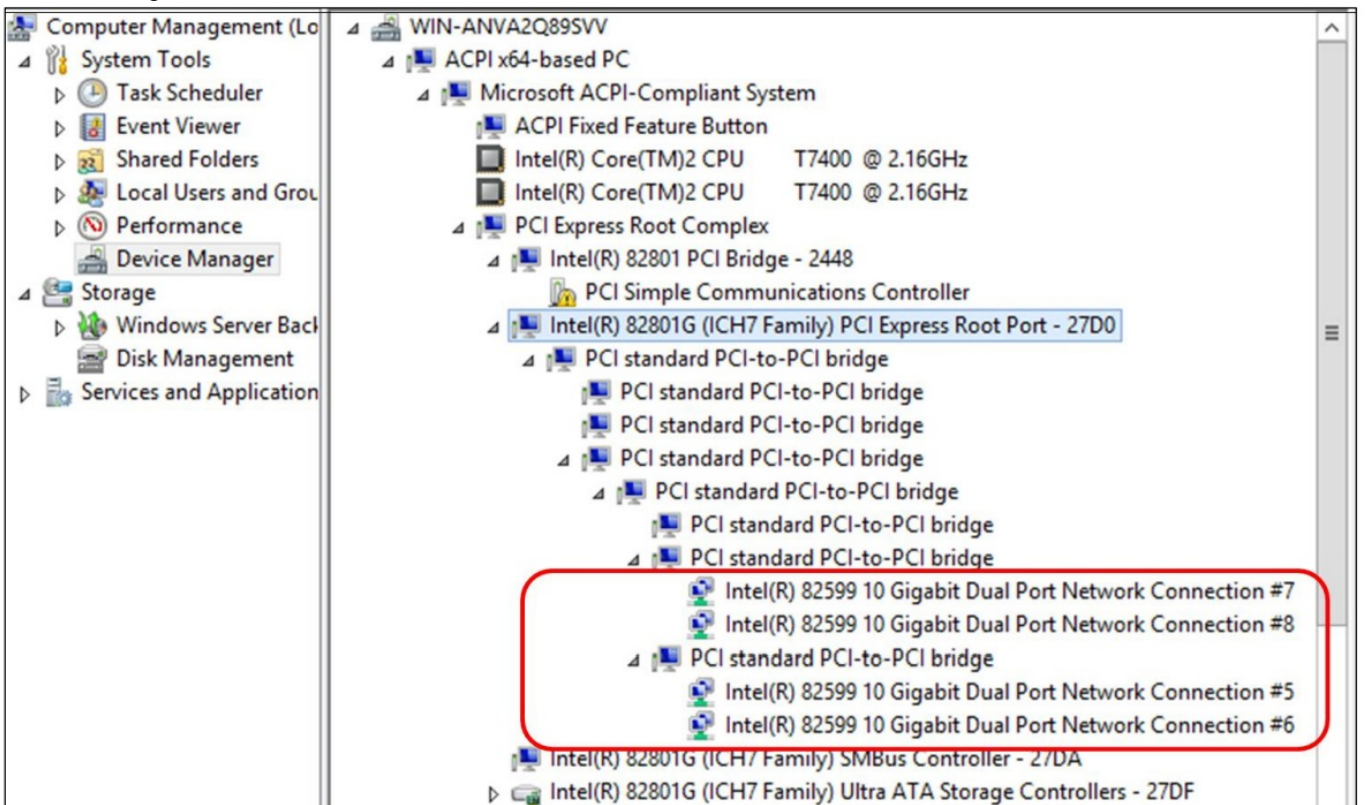 Computer Management (Lo
System Tools
Task Scheduler
Event Viewer
Shared Folders
Local Users and Grou
Performance
Device Manager
Storage
Windows Server Back
Disk Management
Services and Application
WIN-ANVA2Q89SVV
ACPI x64-based PC
Microsoft ACPI-Compliant System
ACPI Fixed Feature Button
Intel(R) Core(TM)2 CPU T7400 @ 2.16GHz
Intel(R) Core(TM)2 CPU T7400 @ 2.16GHz
PCI Express Root Complex
Intel(R) 82801 PCI Bridge - 2448
PCI Simple Communications Controller
Intel(R) 82801G (ICH7 Family) PCI Express Root Port - 27D0
PCI standard PCI-to-PCI bridge
PCI standard PCI-to-PCI bridge
PCI standard PCI-to-PCI bridge
PCI standard PCI-to-PCI bridge
PCI standard PCI-to-PCI bridge
PCI standard PCI-to-PCI bridge
PCI standard PCI-to-PCI bridge
Intel(R) 82599 10 Gigabit Dual Port Network Connection #7
Intel(R) 82599 10 Gigabit Dual Port Network Connection #8
PCI standard PCI-to-PCI bridge
Intel(R) 82599 10 Gigabit Dual Port Network Connection #5
Intel(R) 82599 10 Gigabit Dual Port Network Connection #6
Intel(R) 82801G (ICH7 Family) SMBus Controller - 27DA
Intel(R) 82801G (ICH7 Family) Ultra ATA Storage Controllers - 27DF